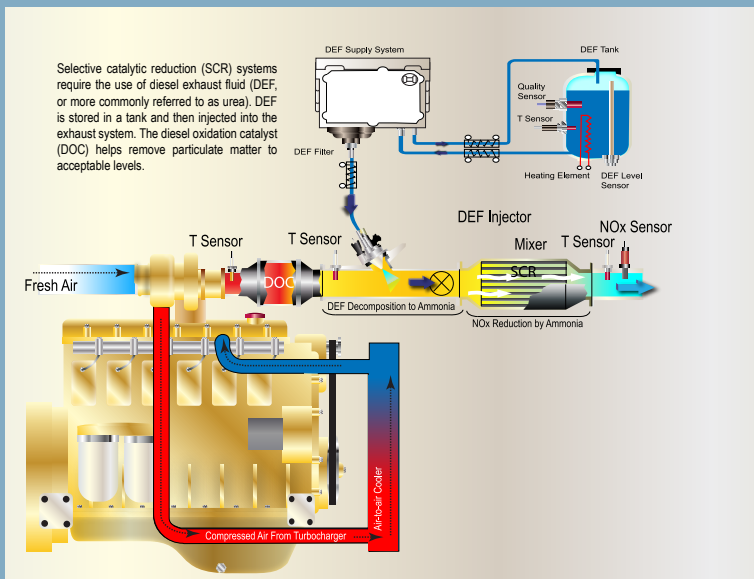 DEF Supply System
DEF Tank
Selective catalytic reduction (SCR) systems
require the use of diesel exhaust fluid (DEF,
or more commonly referred to as urea). DEF
is stored in a tank and then injected into the
exhaust system. The diesel oxidation catalyst
(DOC) helps remove particulate matter to
acceptable levels.
Quality
Sensor
T Sensor
DEF Filter
Heating Element
DEF Level
Sensor
DEF Injector
NOx Sensor
T Sensor
T Sensor
Mixer
T Sensor
Fresh Air
DOC
SCR
DEF Decomposition to Ammonia
NOx Reduction by Ammonia
Air-to-air Cooler
Compressed Air From Turbocharger